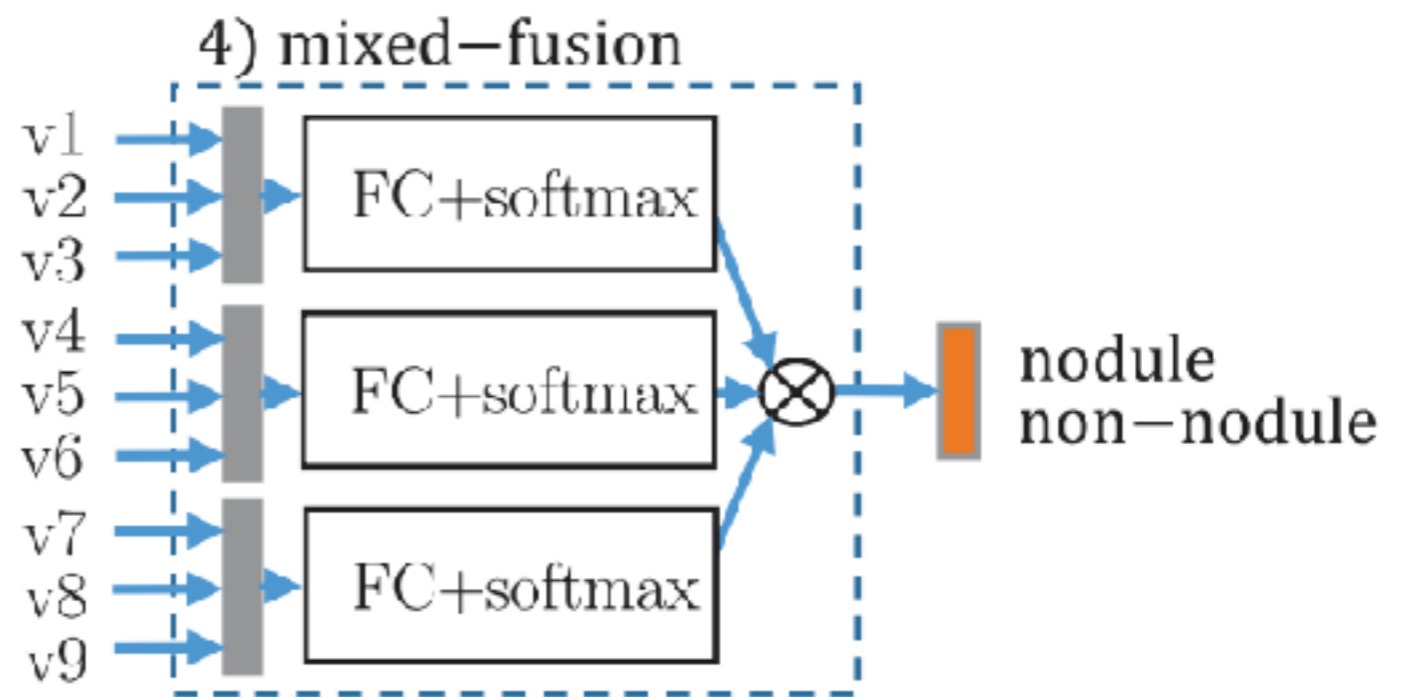 4) mixed−fusion
v1
v2
v3
FC+softmax
v4
v5
v6
FC+softmax
v7
v8
v9
FC+softmax
nodule
non−nodule